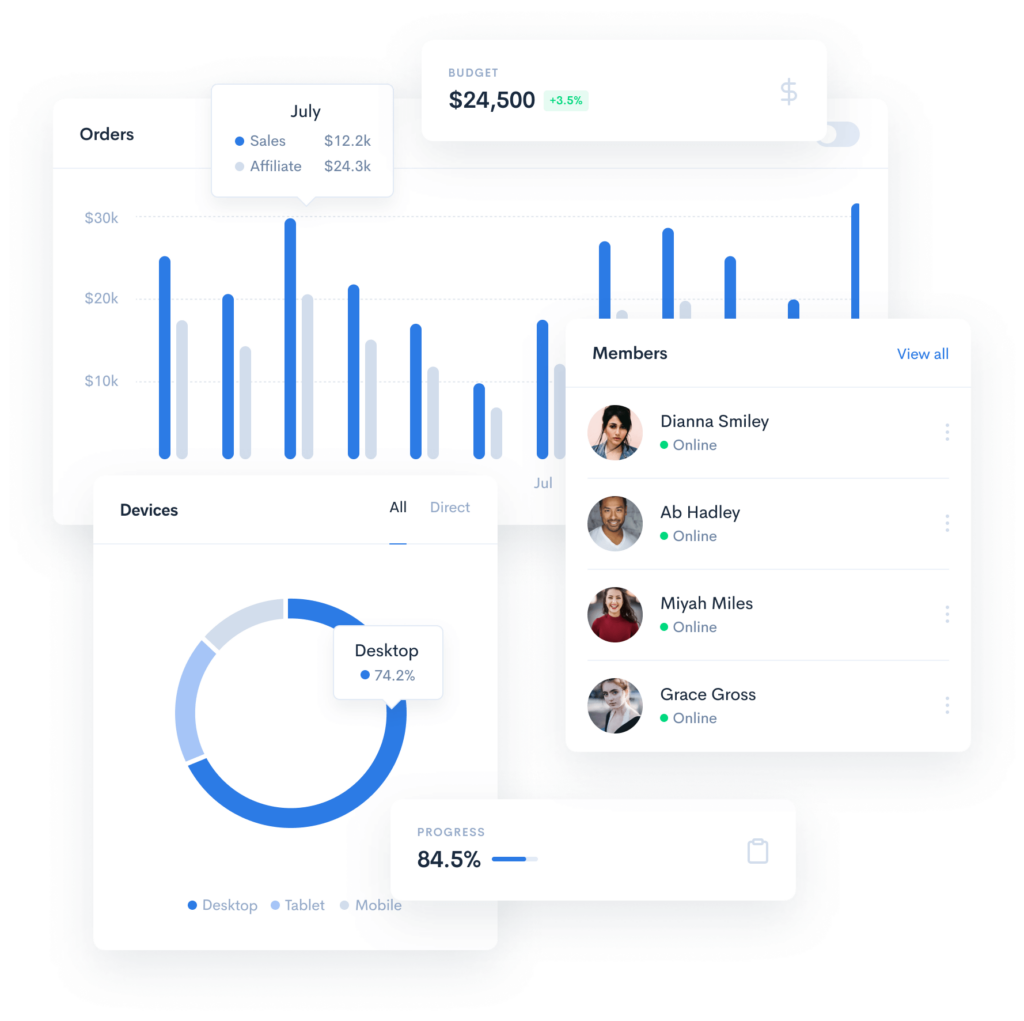 BUDGET
$24,500 +3.5%
$
Orders
July
Sales $12.2k
Affiliate $24.3k
$30k
$20k
$10k
Jul
Members View all
Dianna Smiley
Online
Ab Hadley
Online
Miyah Miles
Online
Grace Gross
Online
Devices All Direct
Desktop
74.2%
Desktop Tablet Mobile
PROGRESS
84.5%